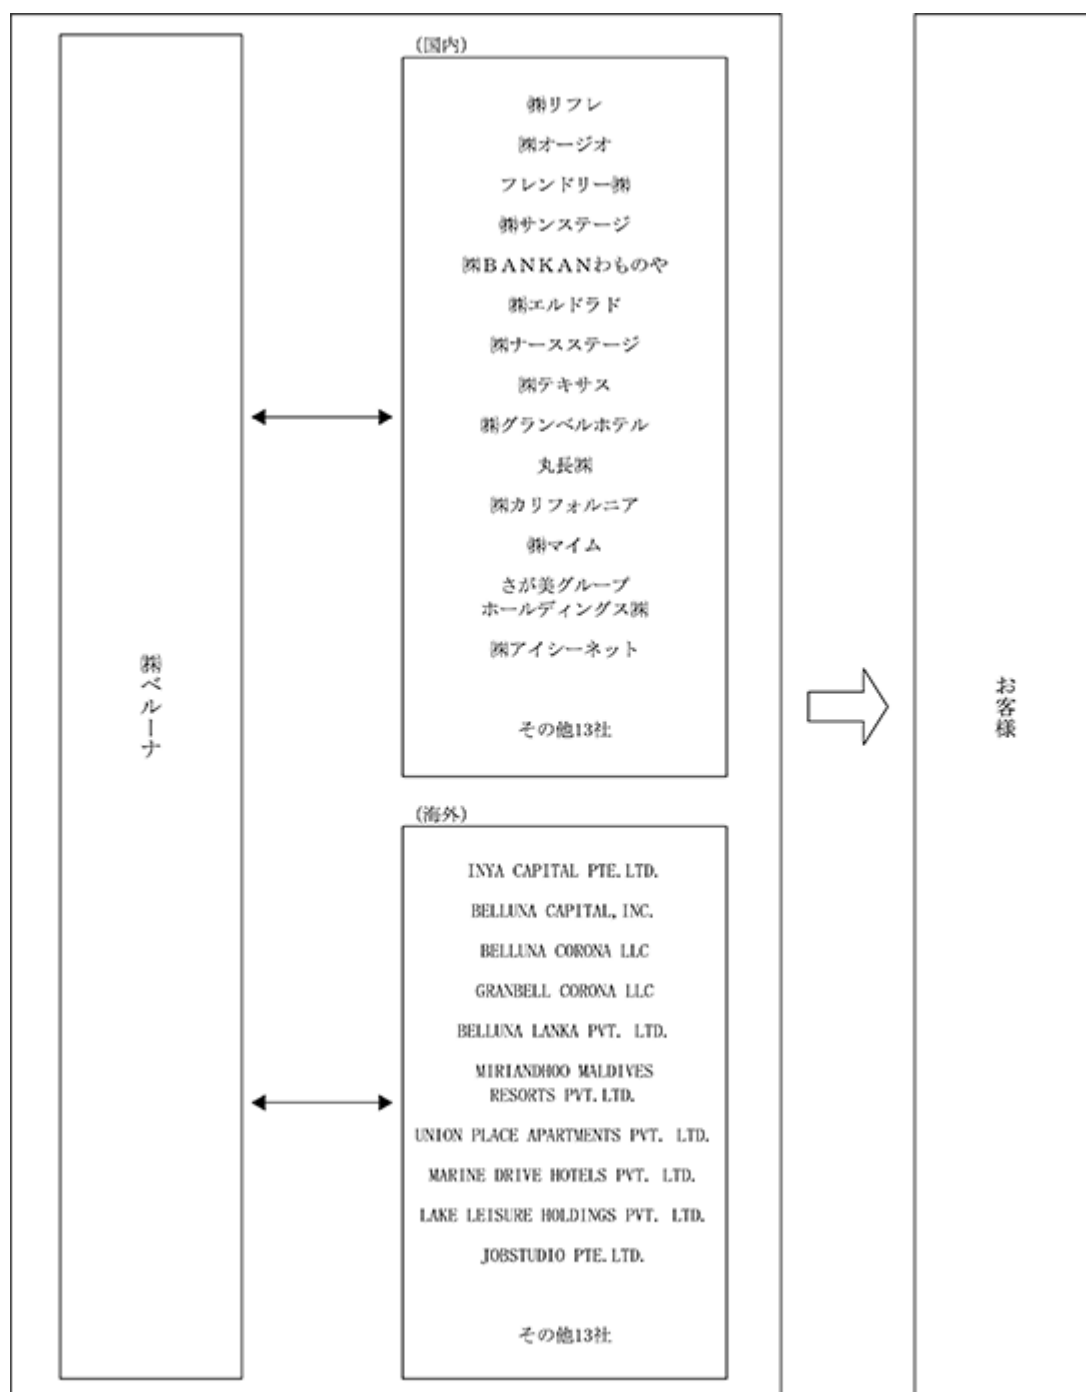 ㈱ベルーナ
(国内)
㈱リフレ
㈱オージオ
フレンドリー㈱
㈱サンステージ
㈱BANKANわものや
㈱エルドラド
㈱ナースステージ
㈱テキサス
㈱グランベルホテル
丸長㈱
㈱カリフォルニア
㈱マイム
さが美グループ
ホールディングス㈱
㈱アイシーネット
その他13社
(海外)
INYA CAPITAL PTE.LTD.
BELLUNA CAPITAL,INC.
BELLUNA CORONA LLC
GRANBELL CORONA LLC
BELLUNA LANKA PVT. LTD.
MIRIANDHOO MALDIVES
RESORTS PVT.LTD.
UNION PLACE APARTMENTS PVT. LTD.
MARINE DRIVE HOTELS PVT. LTD.
LAKE LEISURE HOLDINGS PVT. LTD.
JOBSTUDIO PTE.LTD.
その他13社
お客様